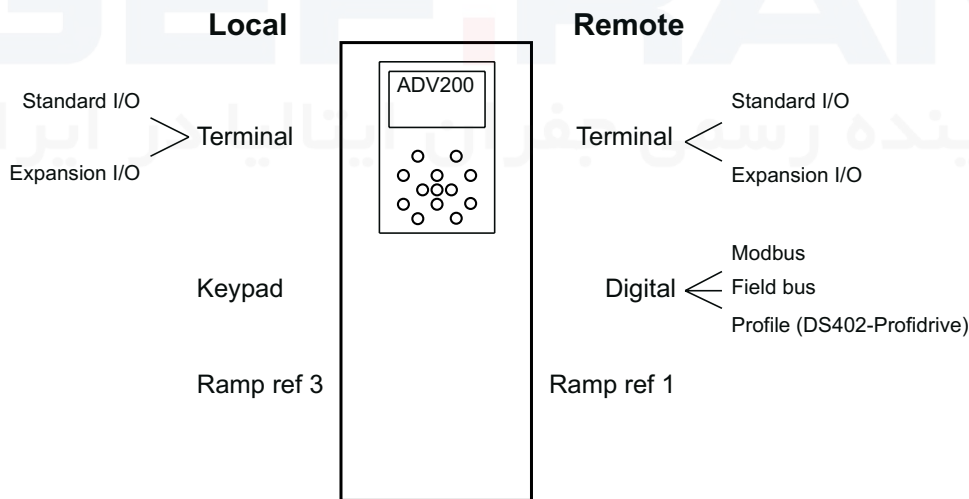 Local
Remote
ADV200
Standard I/O
Terminal
Expansion I/O
Terminal
Standard I/O
Expansion I/O
Keypad
Digital
Modbus
Field bus
Profile (DS402-Profidrive)
Ramp ref 3
Ramp ref 1